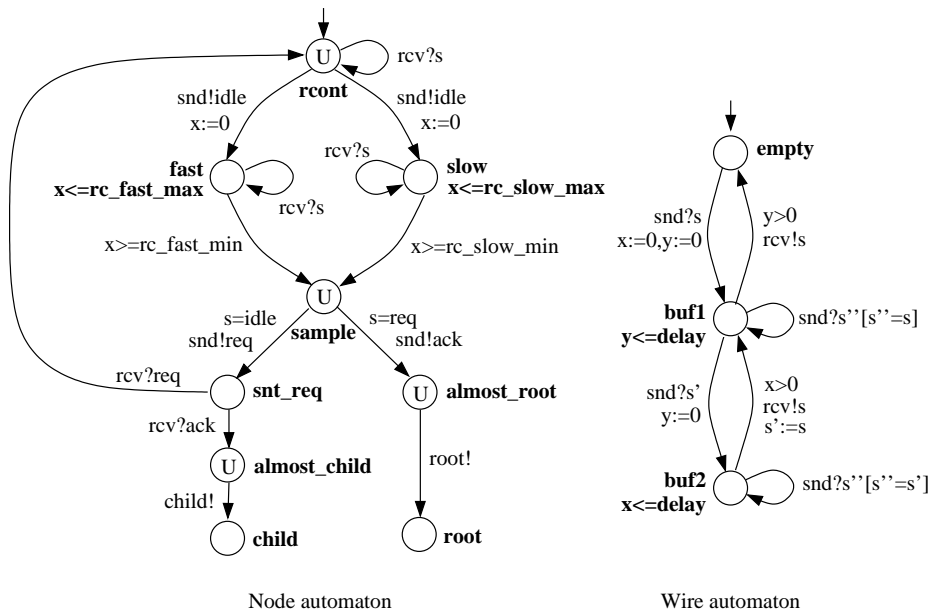 U
rcv?s
rcont
snd!idle
x:=0
snd!idle
x:=0
fast
x<=rc_fast_max
rcv?s
rcv?s
slow
x<=rc_slow_max
x>=rc_fast_min
x>=rc_slow_min
U
sample
s=idle
snd!req
s=req
snd!ack
rcv?req
snt_req
U
almost_root
rcv?ack
U
almost_child
root!
child!
child
root
Node automaton
empty
snd?s
x:=0,y:=0
y>0
rcv!s
buf1
y<=delay
snd?s''[s''=s]
snd?s'
y:=0
x>0
rcv!s
s':=s
buf2
x<=delay
snd?s''[s''=s']
Wire automaton